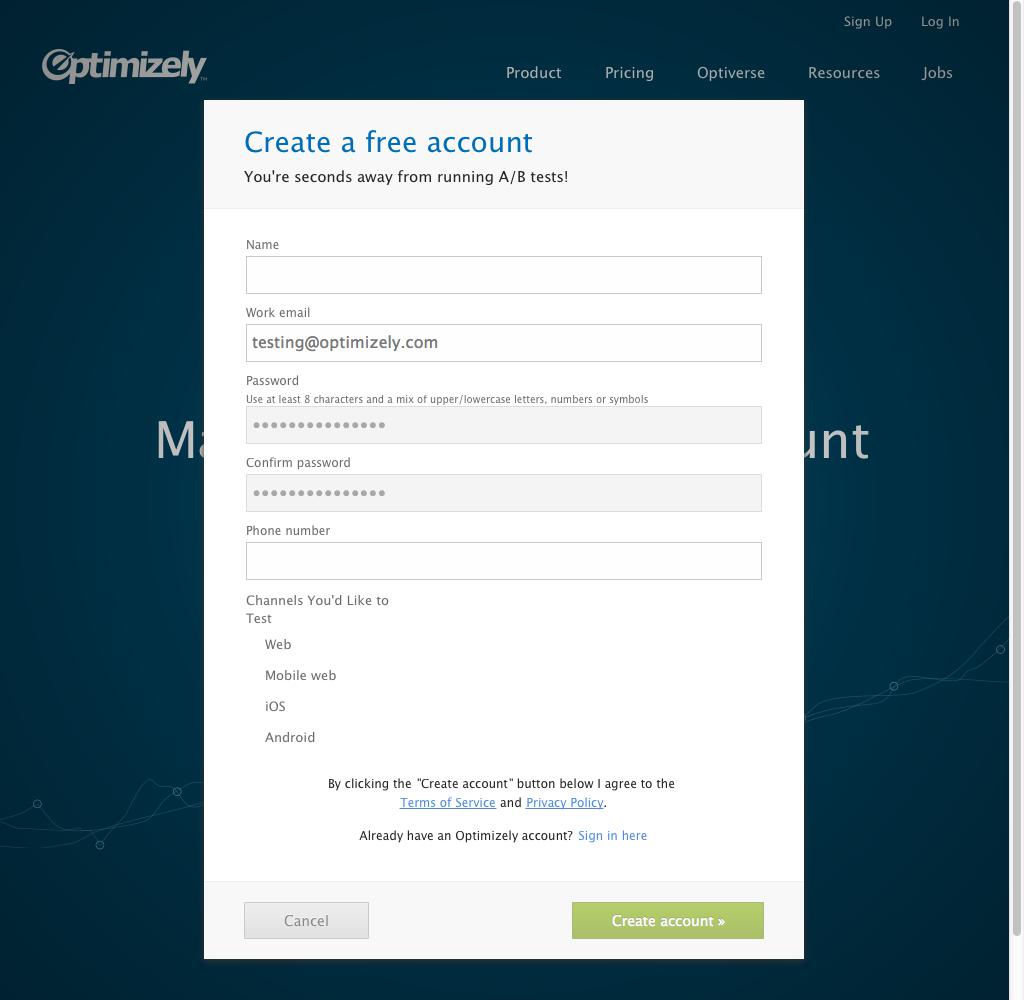 Sign Up Log In
Optimizely™
Product Pricing Optiverse Resources Jobs
Create a free account
You're seconds away from running A/B tests!
Name
Work email
testing@optimizely.com
Password
Use at least 8 characters and a mix of upper/lowercase letters, numbers or symbols
•••••••••••••••
Confirm password
•••••••••••••••
Phone number
Channels You'd Like to
Test
Web
Mobile web
iOS
Android
By clicking the "Create account" button below I agree to the
Terms of Service and Privacy Policy.
Already have an Optimizely account? Sign in here
Cancel
Create account »